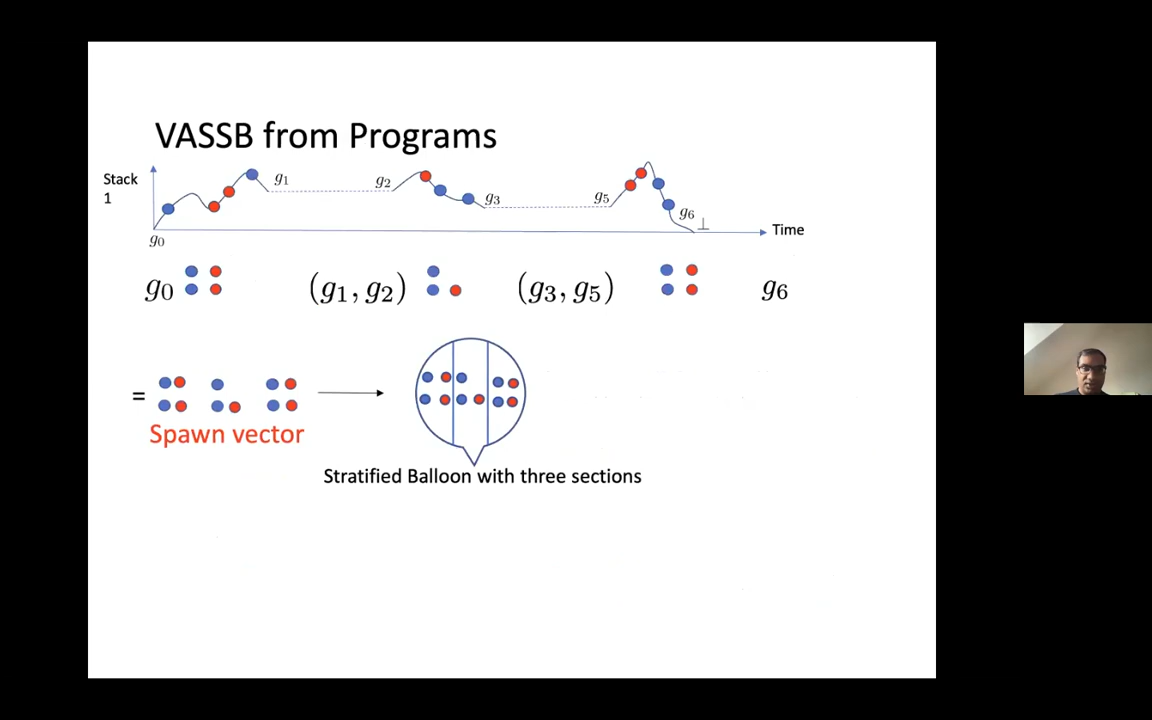 VASSB from Programs
Stack
1
g1
g2
g3
g5
g6
⊥
Time
g0
g0
(g1, g2)
(g3, g5)
g6
=
Spawn vector
Stratified Balloon with three sections